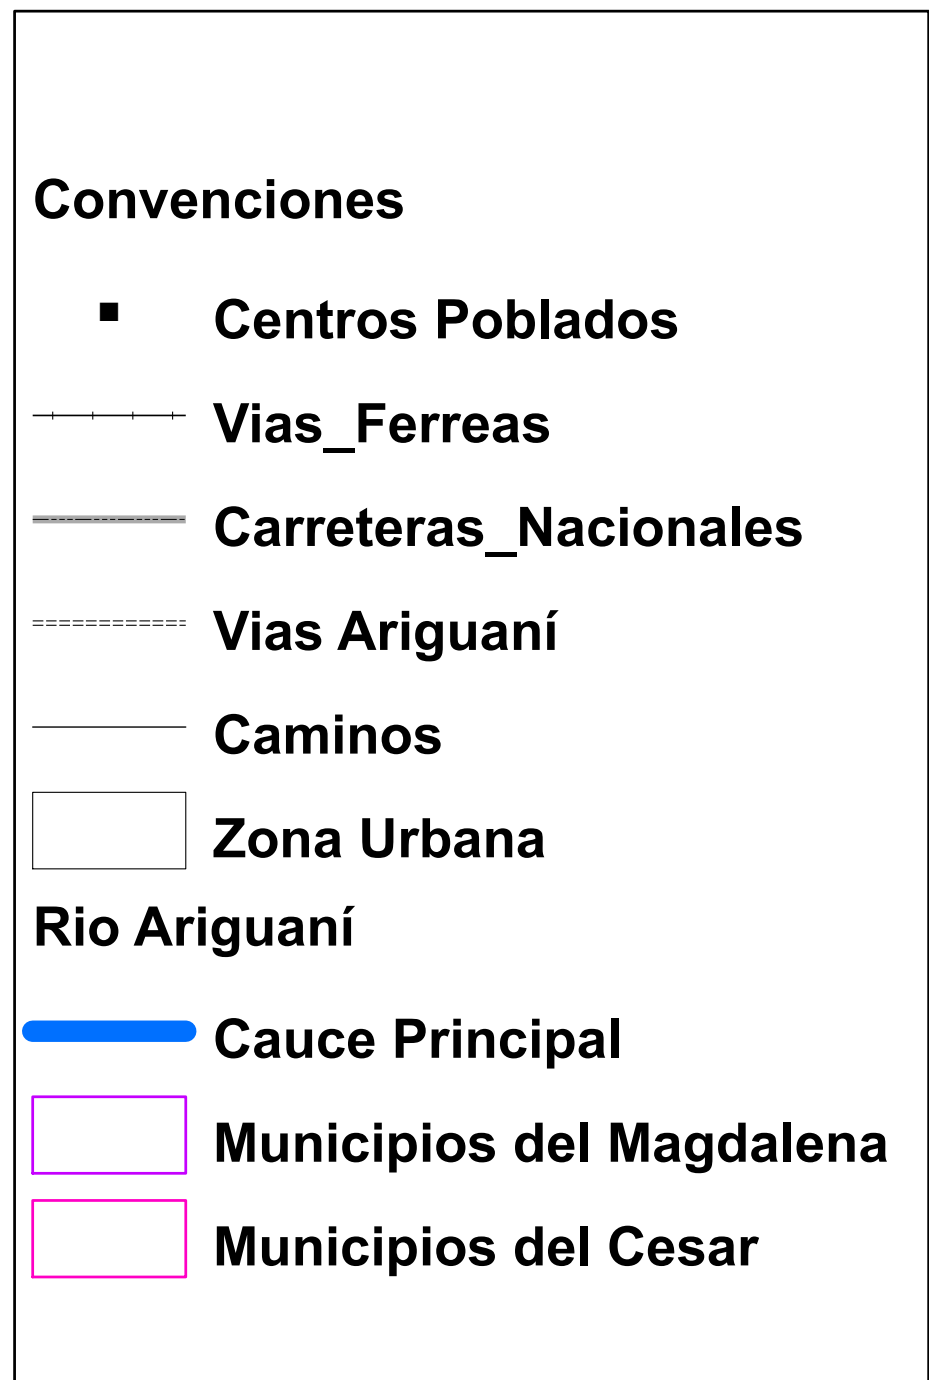 Convenciones
Centros Poblados
Vias_Ferreas
Carreteras_Nacionales
Vias Ariguaní
Caminos
Zona Urbana
Rio Ariguaní
Cauce Principal
Municipios del Magdalena
Municipios del Cesar